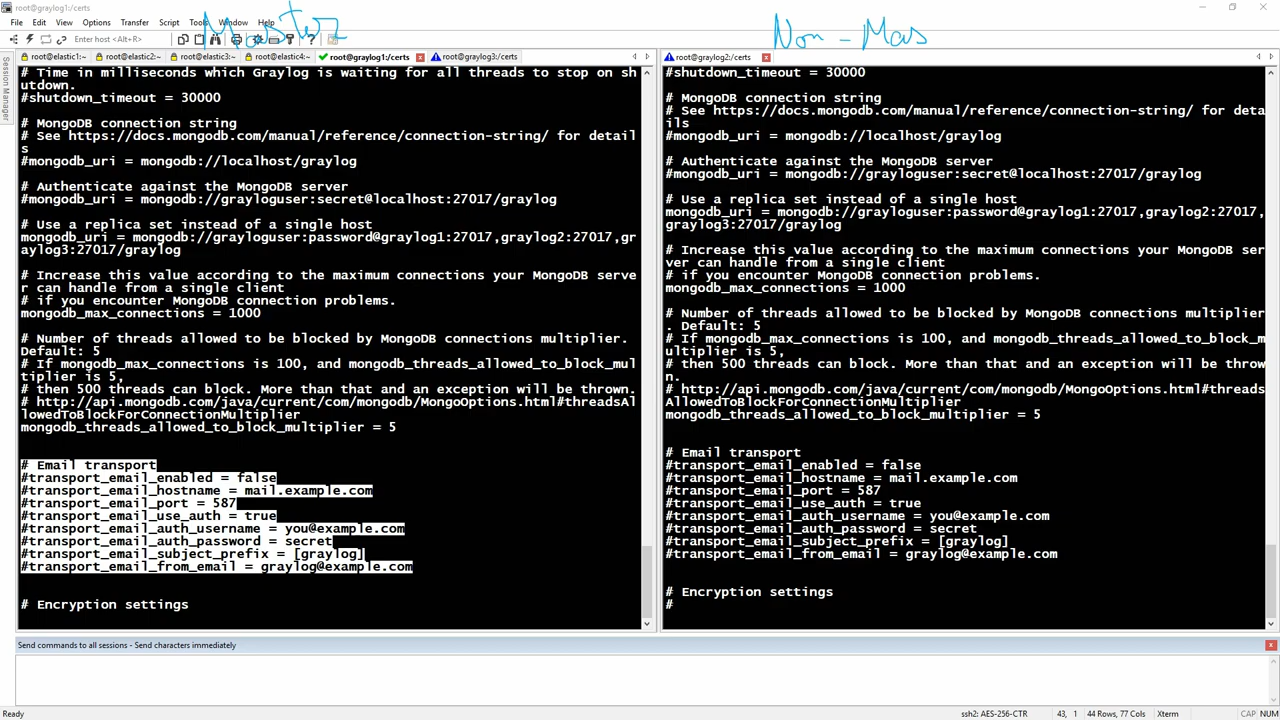 root@graylog1:/certs
File Edit View Options Transfer Script Tools Window Help
Master
Non - Mas
Enter host <Alt+R>
root@elastic1:~ root@elastic2:~ root@elastic3:~ root@elastic4:~ root@graylog1:/certs root@graylog3:/certs
root@graylog2:/certs
Session Manager
# Time in milliseconds which Graylog is waiting for all threads to stop on sh
utdown.
#shutdown_timeout = 30000
# MongoDB connection string
# See https://docs.mongodb.com/manual/reference/connection-string/ for detail
s
#mongodb_uri = mongodb://localhost/graylog
# Authenticate against the MongoDB server
#mongodb_uri = mongodb://grayloguser:secret@localhost:27017/graylog
# Use a replica set instead of a single host
mongodb_uri = mongodb://grayloguser:password@graylog1:27017,graylog2:27017,gr
aylog3:27017/graylog
# Increase this value according to the maximum connections your MongoDB serve
r can handle from a single client
# if you encounter MongoDB connection problems.
mongodb_max_connections = 1000
# Number of threads allowed to be blocked by MongoDB connections multiplier.
Default: 5
# If mongodb_max_connections is 100, and mongodb_threads_allowed_to_block_mul
tiplier is 5,
# then 500 threads can block. More than that and an exception will be thrown.
# http://api.mongodb.com/java/current/com/mongodb/MongoOptions.html#threadsAl
lowedToBlockForConnectionMultiplier
mongodb_threads_allowed_to_block_multiplier = 5
# Email transport
#transport_email_enabled = false
#transport_email_hostname = mail.example.com
#transport_email_port = 587
#transport_email_use_auth = true
#transport_email_auth_username = you@example.com
#transport_email_auth_password = secret
#transport_email_subject_prefix = [graylog]
#transport_email_from_email = graylog@example.com
# Encryption settings
#shutdown_timeout = 30000
# MongoDB connection string
# See https://docs.mongodb.com/manual/reference/connection-string/ for deta
ils
#mongodb_uri = mongodb://localhost/graylog
# Authenticate against the MongoDB server
#mongodb_uri = mongodb://grayloguser:secret@localhost:27017/graylog
# Use a replica set instead of a single host
mongodb_uri = mongodb://grayloguser:password@graylog1:27017,graylog2:27017,
graylog3:27017/graylog
# Increase this value according to the maximum connections your MongoDB ser
ver can handle from a single client
# if you encounter MongoDB connection problems.
mongodb_max_connections = 1000
# Number of threads allowed to be blocked by MongoDB connections multiplier
. Default: 5
# If mongodb_max_connections is 100, and mongodb_threads_allowed_to_block_m
ultiplier is 5,
# then 500 threads can block. More than that and an exception will be throw
n.
# http://api.mongodb.com/java/current/com/mongodb/MongoOptions.html#threads
AllowedToBlockForConnectionMultiplier
mongodb_threads_allowed_to_block_multiplier = 5
# Email transport
#transport_email_enabled = false
#transport_email_hostname = mail.example.com
#transport_email_port = 587
#transport_email_use_auth = true
#transport_email_auth_username = you@example.com
#transport_email_auth_password = secret
#transport_email_subject_prefix = [graylog]
#transport_email_from_email = graylog@example.com
# Encryption settings
#
Send commands to all sessions - Send characters immediately
Ready ssh2: AES-256-CTR 43, 1 44 Rows, 77 Cols Xterm CAP NUM